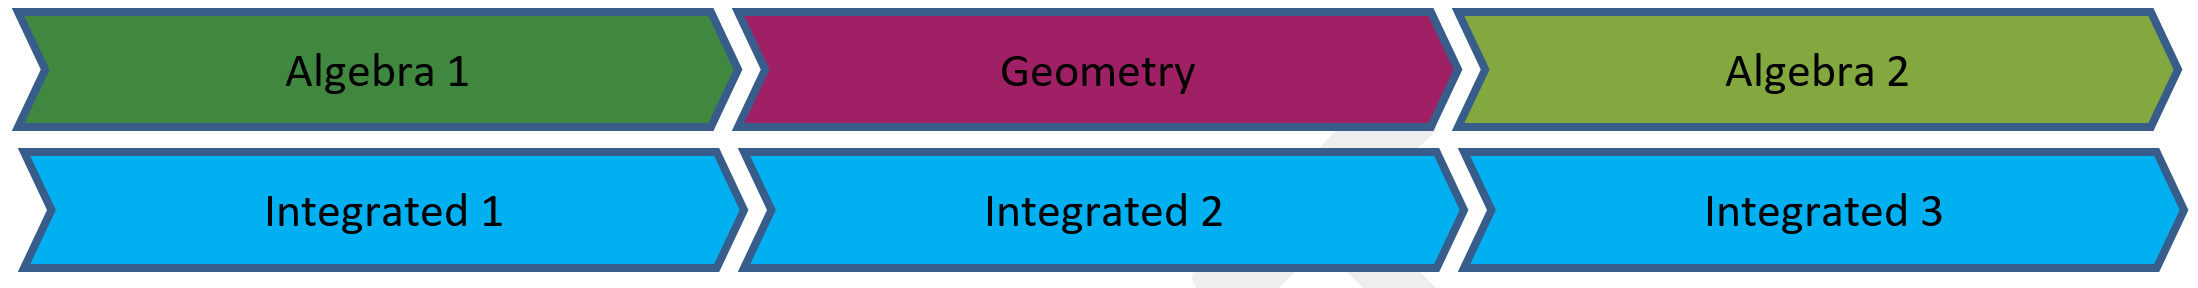 Algebra 1 Geometry Algebra 2
Integrated 1 Integrated 2 Integrated 3